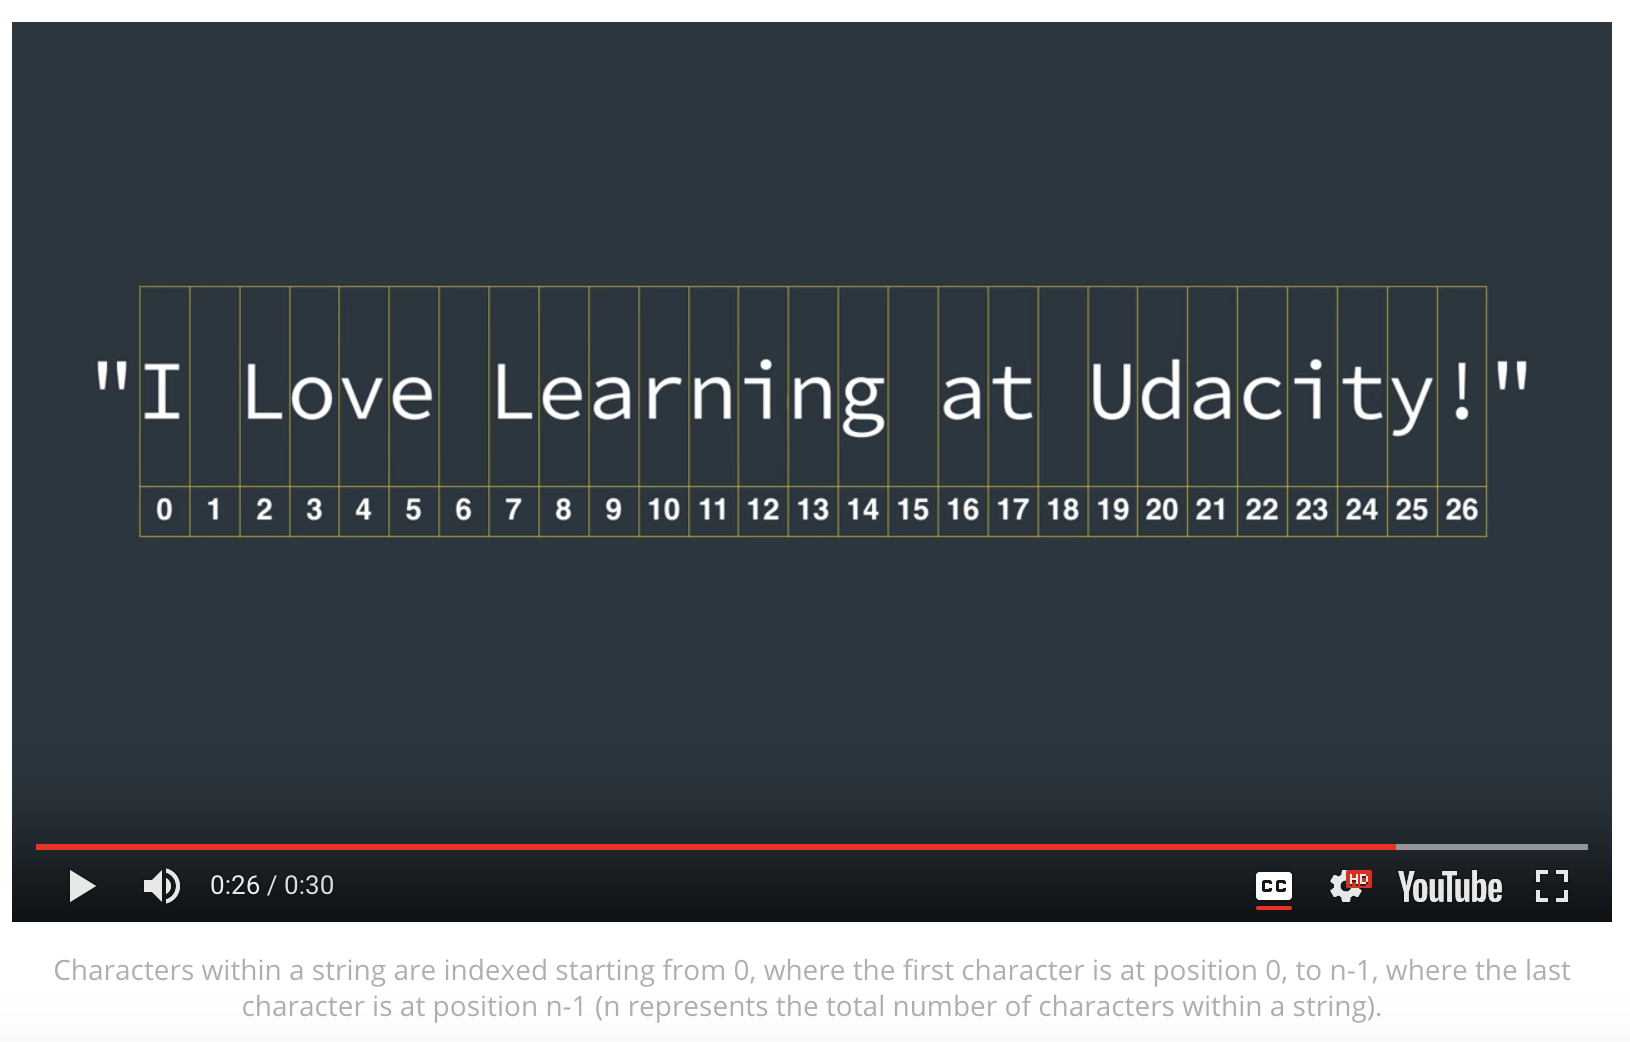 "I Love Learning at Udacity!"
0 1 2 3 4 5 6 7 8 9 10 11 12 13 14 15 16 17 18 19 20 21 22 23 24 25 26
0:26 / 0:30 CC HD YouTube
Characters within a string are indexed starting from 0, where the first character is at position 0, to n-1, where the last
character is at position n-1 (n represents the total number of characters within a string).